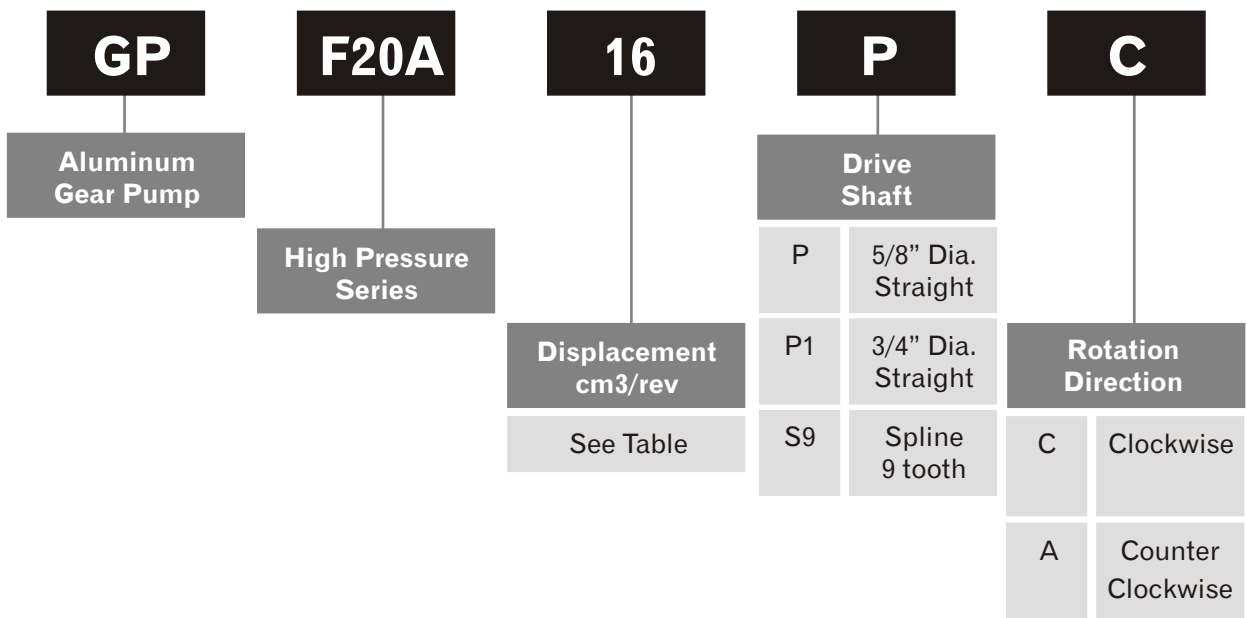 GP
F20A
16
P
C
Aluminum
Gear Pump
High Pressure
Series
Displacement
cm3/rev
See Table
Drive
Shaft
P
5/8” Dia.
Straight
P1
3/4” Dia.
Straight
S9
Spline
9 tooth
Rotation
Direction
C
Clockwise
A
Counter
Clockwise